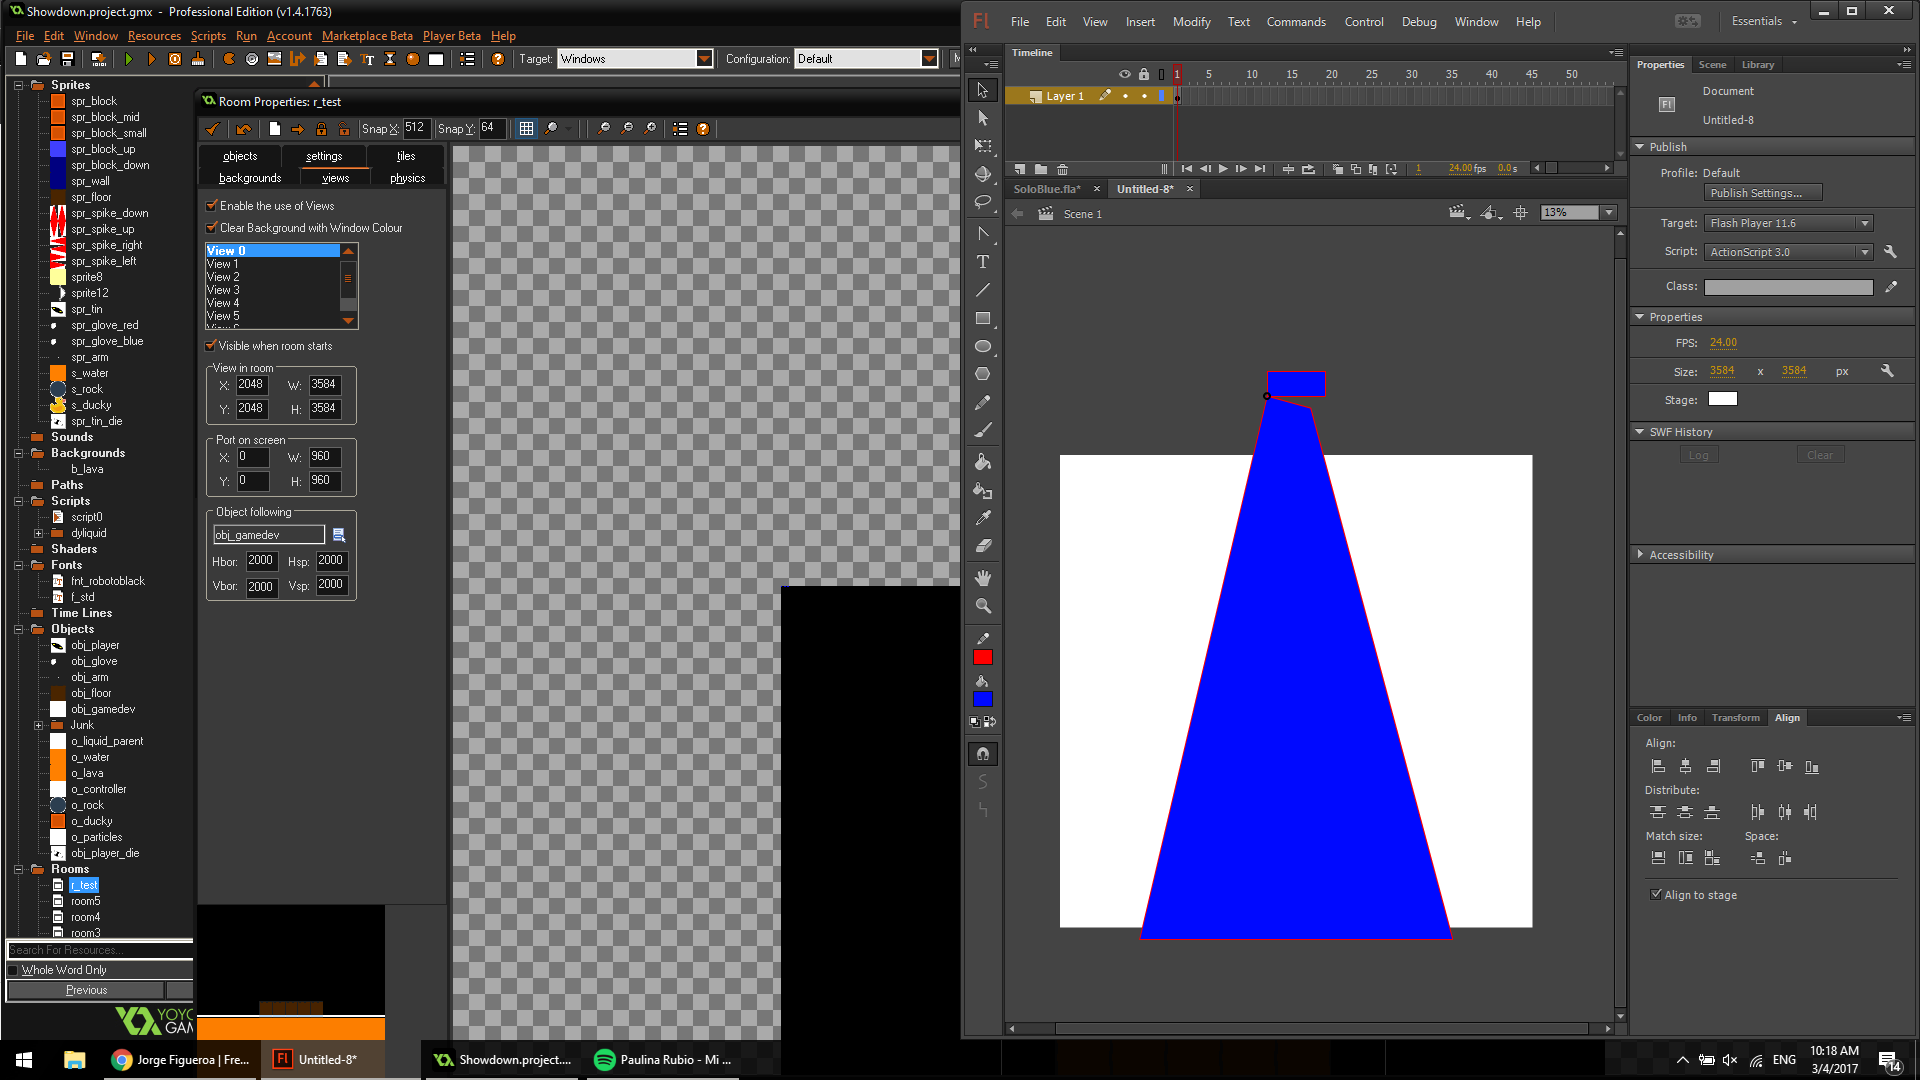 Showdown.project.gmx - Professional Edition (v1.4.1763)
File Edit Window Resources Scripts Run Account Marketplace Beta Player Beta Help
Target: Windows Configuration: Default
Sprites
spr_block
spr_block_mid
spr_block_small
spr_block_up
spr_block_down
spr_wall
spr_floor
spr_spike_down
spr_spike_up
spr_spike_right
spr_spike_left
sprite8
sprite12
spr_tin
spr_glove_red
spr_glove_blue
spr_arm
s_water
s_rock
s_ducky
spr_tin_die
Sounds
Backgrounds
b_lava
Paths
Scripts
script0
dyliquid
Shaders
Fonts
fnt_robotoblack
f_std
Time Lines
Objects
obj_player
obj_glove
obj_arm
obj_floor
obj_gamedev
Junk
o_liquid_parent
o_water
o_lava
o_controller
o_rock
o_ducky
o_particles
obj_player_die
Rooms
r_test
room5
room4
room3
Search For Resources...
Whole Word Only
Previous
YOYO
GAM
Room Properties: r_test
Snap X: 512 Snap Y: 64
objects settings tiles
backgrounds views physics
Enable the use of Views
Clear Background with Window Colour
View 0
View 1
View 2
View 3
View 4
View 5
Visible when room starts
View in room
X: 2048 W: 3584
Y: 2048 H: 3584
Port on screen
X: 0 W: 960
Y: 0 H: 960
Object following
obj_gamedev
Hbor: 2000 Hsp: 2000
Vbor: 2000 Vsp: 2000
Fl File Edit View Insert Modify Text Commands Control Debug Window Help Essentials
Timeline
1 5 10 15 20 25 30 35 40 45 50
Layer 1
1 24.00 fps 0.0 s
SoloBlue.fla* × Untitled-8* ×
Scene 1 13%
Properties Scene Library
Fl Document
Untitled-8
Publish
Profile: Default
Publish Settings...
Target: Flash Player 11.6
Script: ActionScript 3.0
Class:
Properties
FPS: 24.00
Size: 3584 x 3584 px
Stage:
SWF History
Log Clear
Accessibility
Color Info Transform Align
Align:
Distribute:
Match size: Space:
Align to stage
Jorge Figueroa | Fre... Fl Untitled-8* Showdown.project.... Paulina Rubio - Mi ...
ENG 10:18 AM
3/4/2017
14